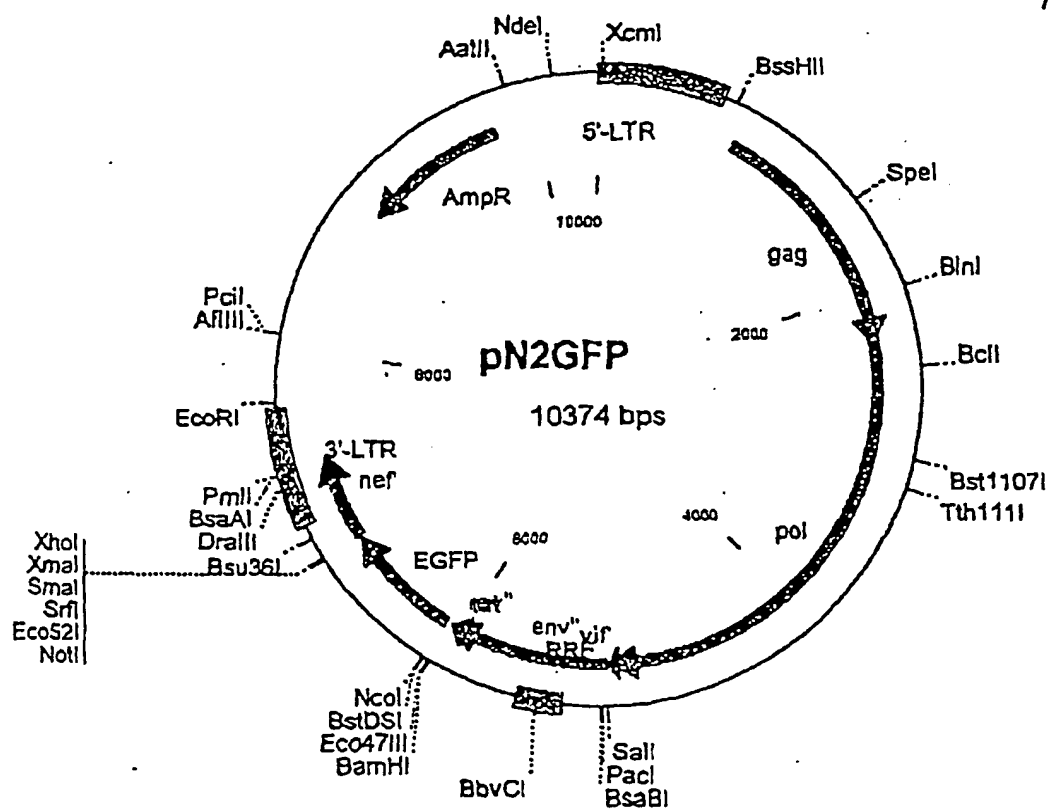 NdeI
XcmI
AatII
BssHII
5'-LTR
AmpR
SpeI
10000
gag
BlnI
PciI
AflIII
2000
pN2GFP
8000
BclI
10374 bps
EcoRI
3'-LTR
nef
Bst1107I
Tth111I
PmlI
BsaAI
DraIII
Bsu36I
4000
pol
6000
EGFP
XhoI
XmaI
SmaI
SrfI
Eco52I
NotI
env" vif
RRE
NcoI
BstDSI
Eco47III
BamHI
BbvCI
SalI
PacI
BsaBI